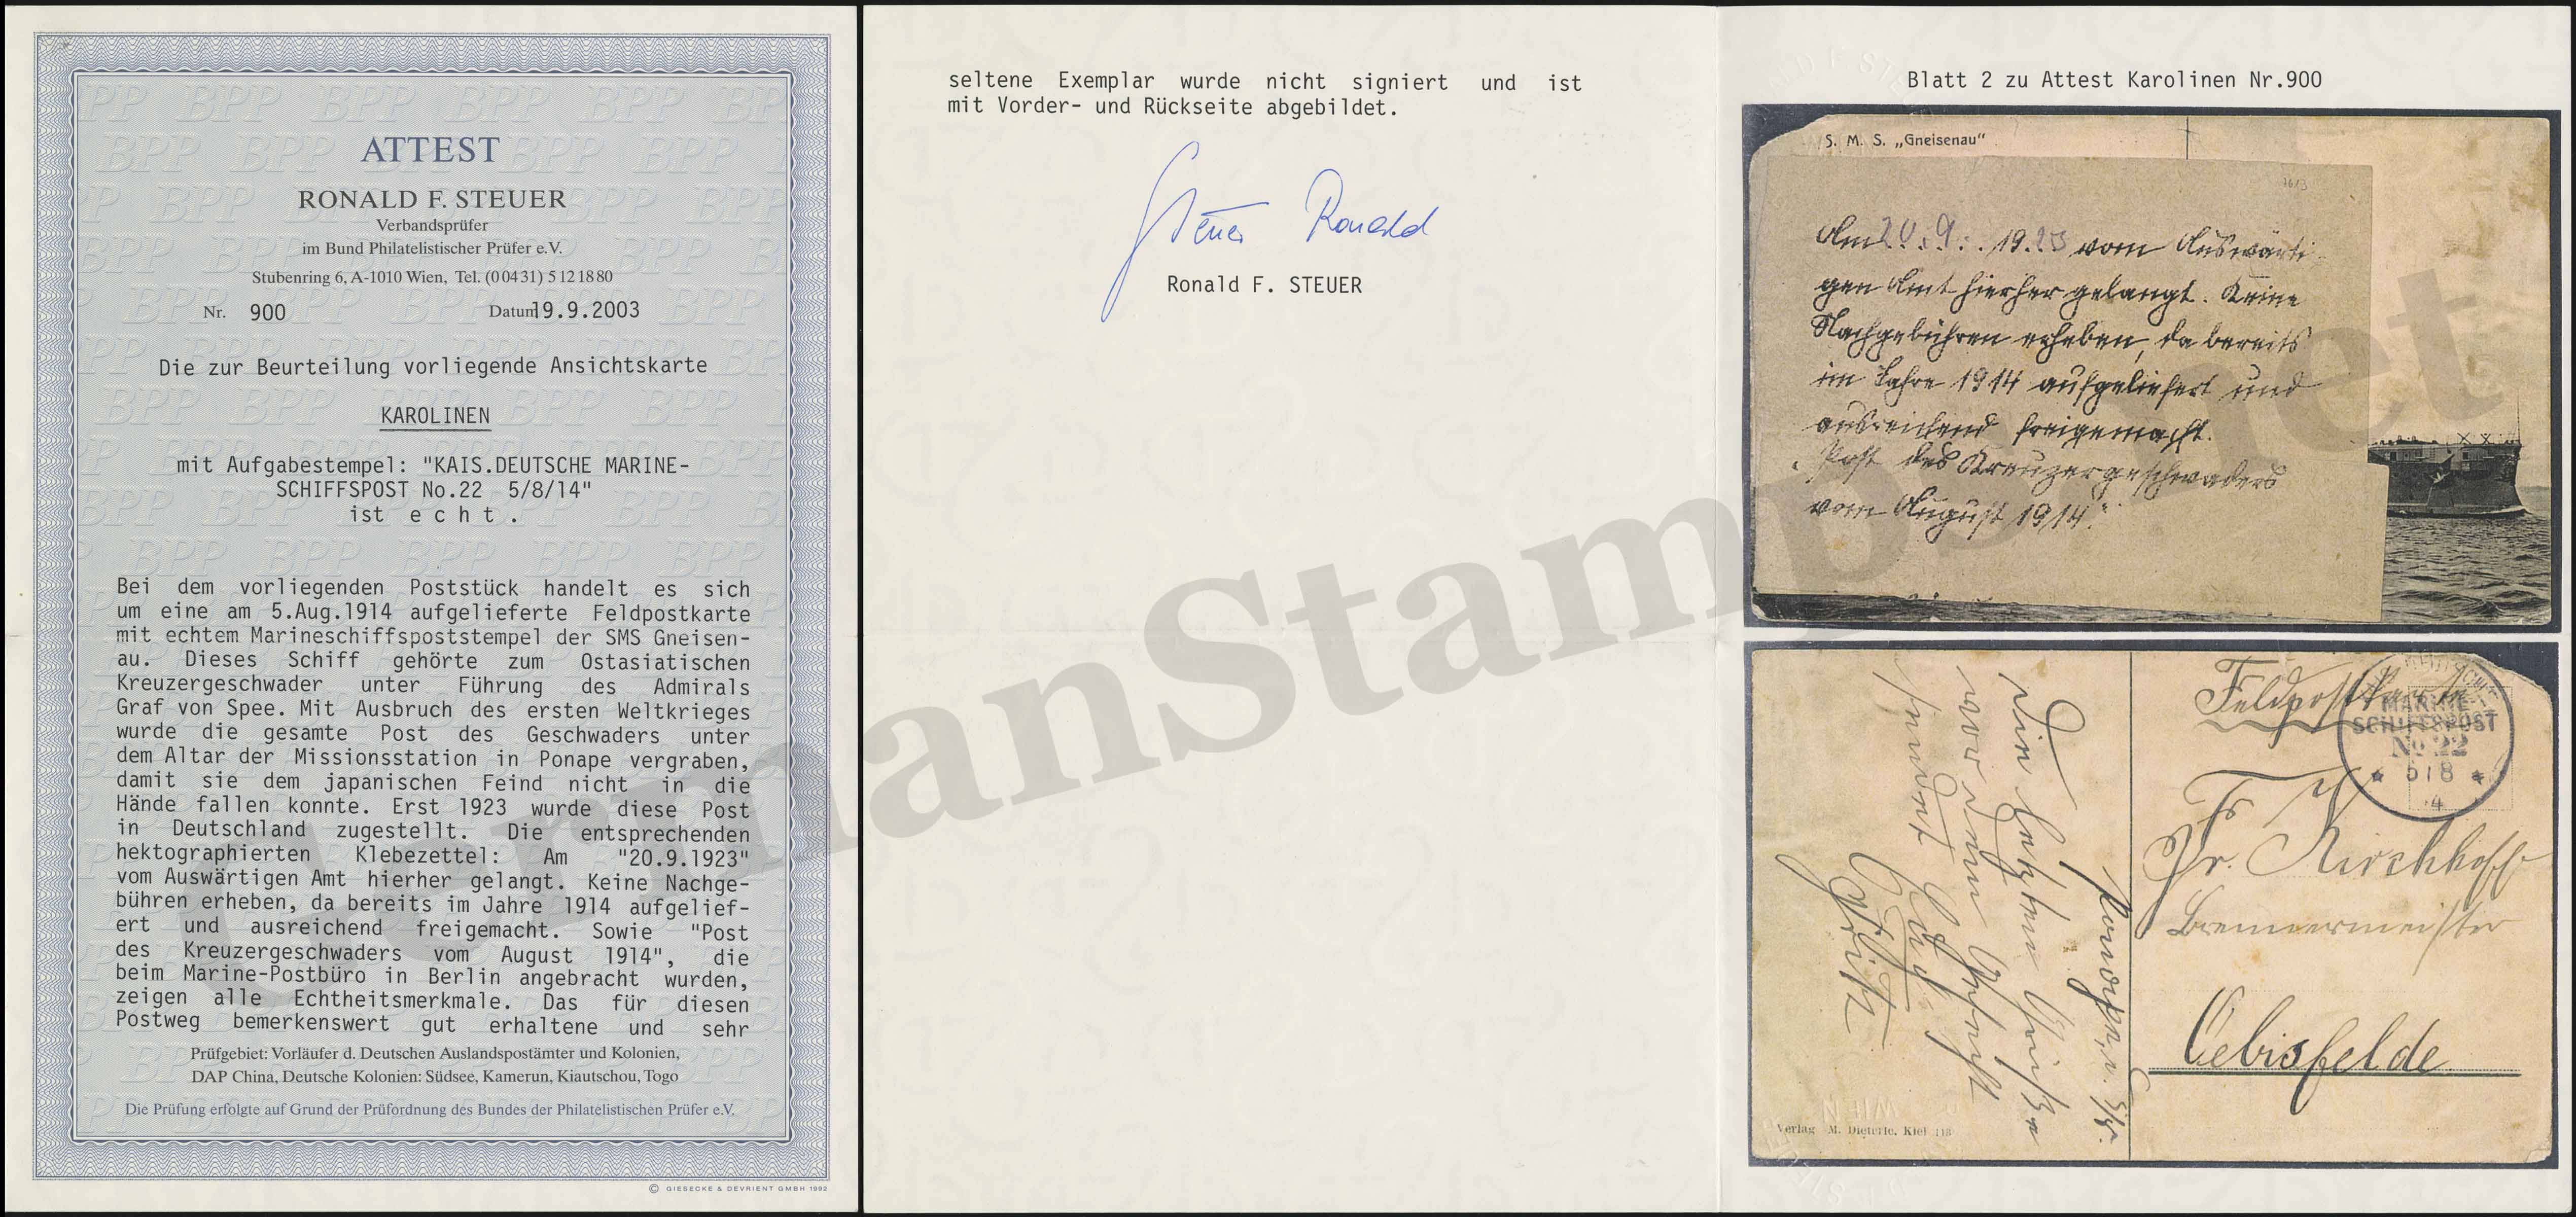 ATTEST
RONALD F. STEUER
Verbandsprüfer
im Bund Philatelistischer Prüfer e.V.
Stubenring 6, A-1010 Wien, Tel. (00431) 5121880
Nr. 900 Datum 19.9.2003
Die zur Beurteilung vorliegende Ansichtskarte
KAROLINEN
mit Aufgabestempel: "KAIS.DEUTSCHE MARINE-
SCHIFFSPOST No.22 5/8/14"
ist e c h t .
Bei dem vorliegenden Poststück handelt es sich
um eine am 5.Aug.1914 aufgelieferte Feldpostkarte
mit echtem Marineschiffspoststempel der SMS Gneisen-
au. Dieses Schiff gehörte zum Ostasiatischen
Kreuzergeschwader unter Führung des Admirals
Graf von Spee. Mit Ausbruch des ersten Weltkrieges
wurde die gesamte Post des Geschwaders unter
dem Altar der Missionsstation in Ponape vergraben,
damit sie dem japanischen Feind nicht in die
Hände fallen konnte. Erst 1923 wurde diese Post
in Deutschland zugestellt. Die entsprechenden
hektographierten Klebezettel: Am "20.9.1923"
vom Auswärtigen Amt hierher gelangt. Keine Nachge-
bühren erheben, da bereits im Jahre 1914 aufgelief-
ert und ausreichend freigemacht. Sowie "Post
des Kreuzergeschwaders vom August 1914", die
beim Marine-Postbüro in Berlin angebracht wurden,
zeigen alle Echtheitsmerkmale. Das für diesen
Postweg bemerkenswert gut erhaltene und sehr
Prüfgebiet: Vorläufer d. Deutschen Auslandspostämter und Kolonien,
DAP China, Deutsche Kolonien: Südsee, Kamerun, Kiautschou, Togo
Die Prüfung erfolgte auf Grund der Prüfordnung des Bundes der Philatelistischen Prüfer e.V.
© GIESECKE & DEVRIENT GMBH 1992
seltene Exemplar wurde nicht signiert und ist
mit Vorder- und Rückseite abgebildet.
Steuer Ronald
Ronald F. STEUER
Blatt 2 zu Attest Karolinen Nr.900
S. M. S. „Gneisenau"
Am 20.9. 1923 vom Auswärti-
gen Amt hierher gelangt. Keine
Nachgebühren erheben, da bereits
im Jahre 1914 aufgeliefert und
ausreichend freigemacht.
"Post des Kreuzergeschwaders
vom August 1914."
Feldpostkarte
MARINE
SCHIFFSPOST
No 22
5/8
Fr. Kirchhoff
Brennermeister
Oebisfelde
Die letzten Grüße
vor
Fritz
Verlag M. Dieterle, Kiel 118
GermanStamps.net